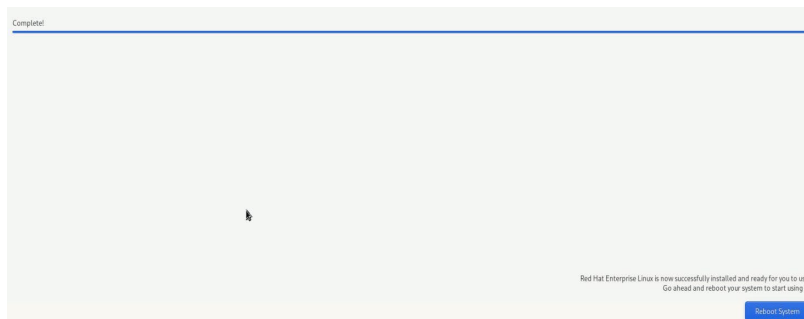 Complete!
Red Hat Enterprise Linux is now successfully installed and ready for you to us
Go ahead and reboot your system to start using
Reboot System